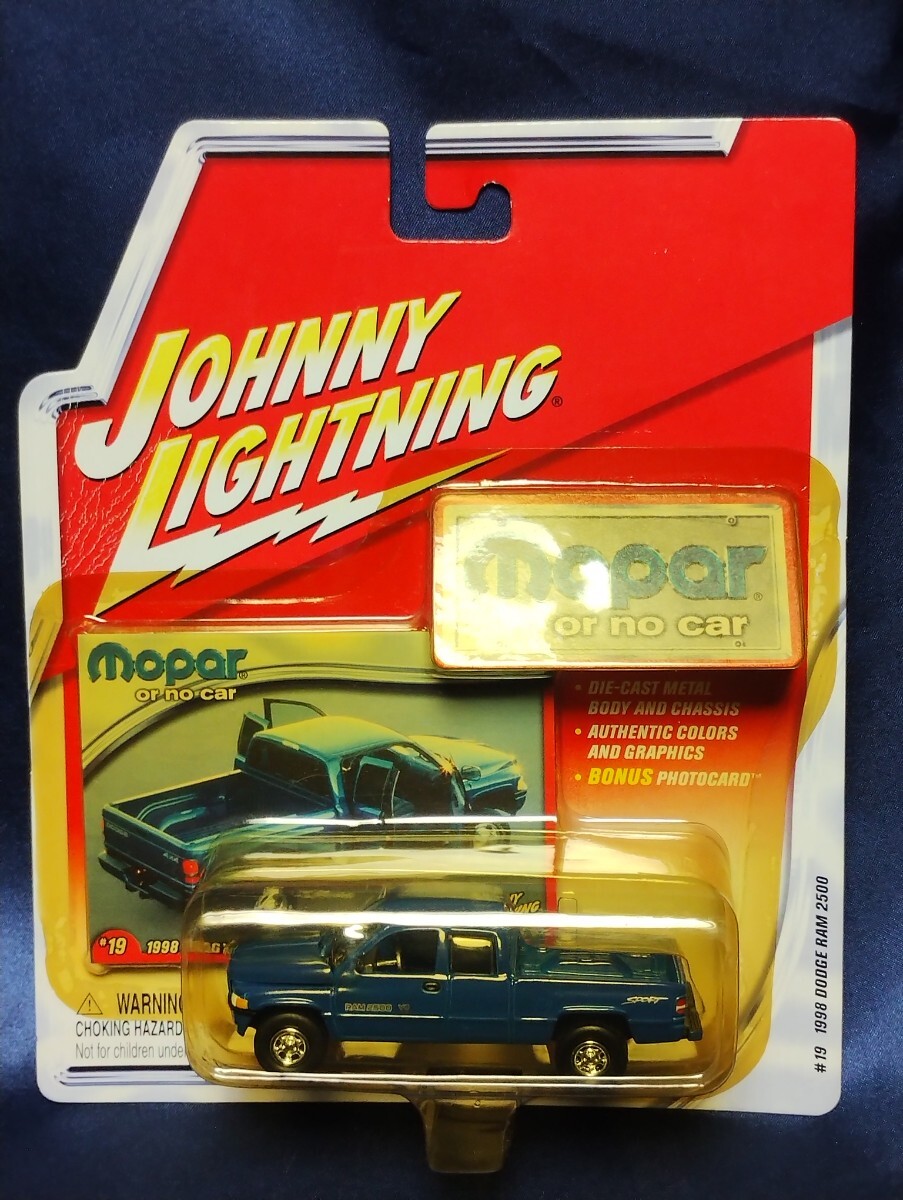 JOHNNY
LIGHTNING®
Mopar®
or no car
Mopar®
or no car
• DIE-CAST METAL
BODY AND CHASSIS
• AUTHENTIC COLORS
AND GRAPHICS
• BONUS PHOTOCARD™
#19 1998
RAM 2500
SPORT
⚠ WARNING
CHOKING HAZARD
Not for children under
#19 1998 DODGE RAM 2500